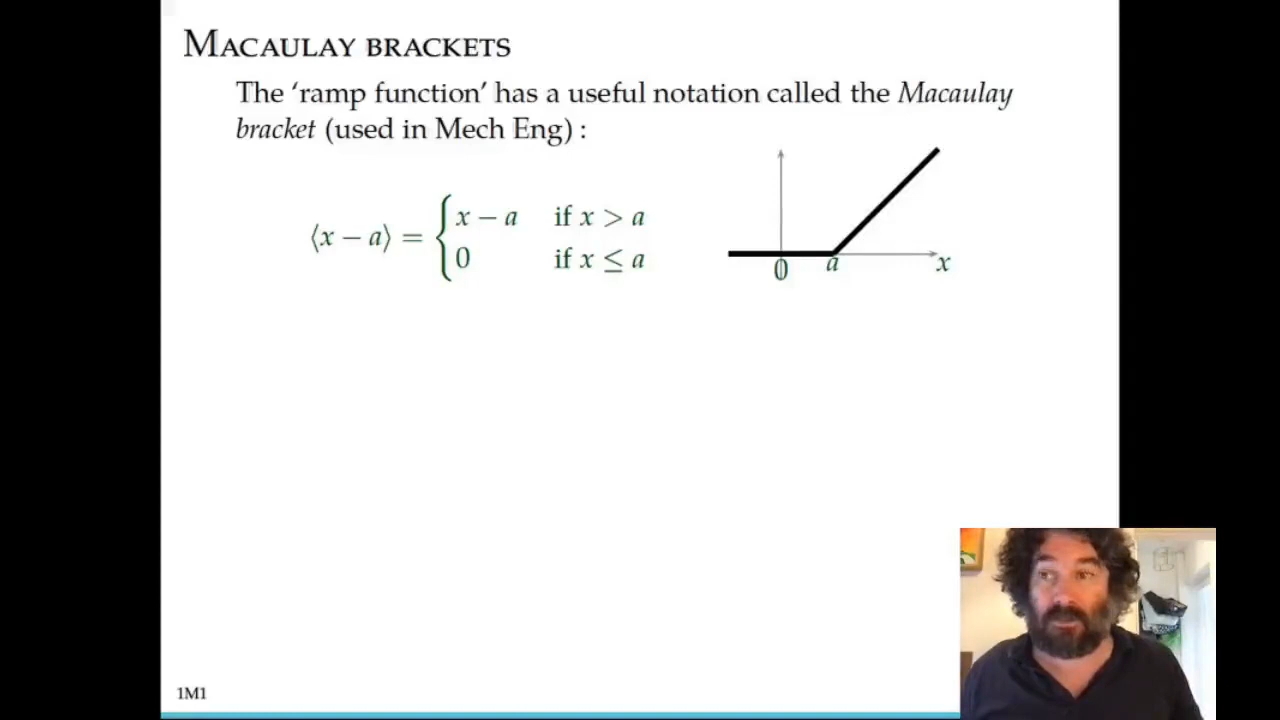 MACAULAY BRACKETS
The ‘ramp function’ has a useful notation called the Macaulay
bracket (used in Mech Eng) :
⟨x − a⟩ = { x − a if x > a
0 if x ≤ a
0 a x
1M1